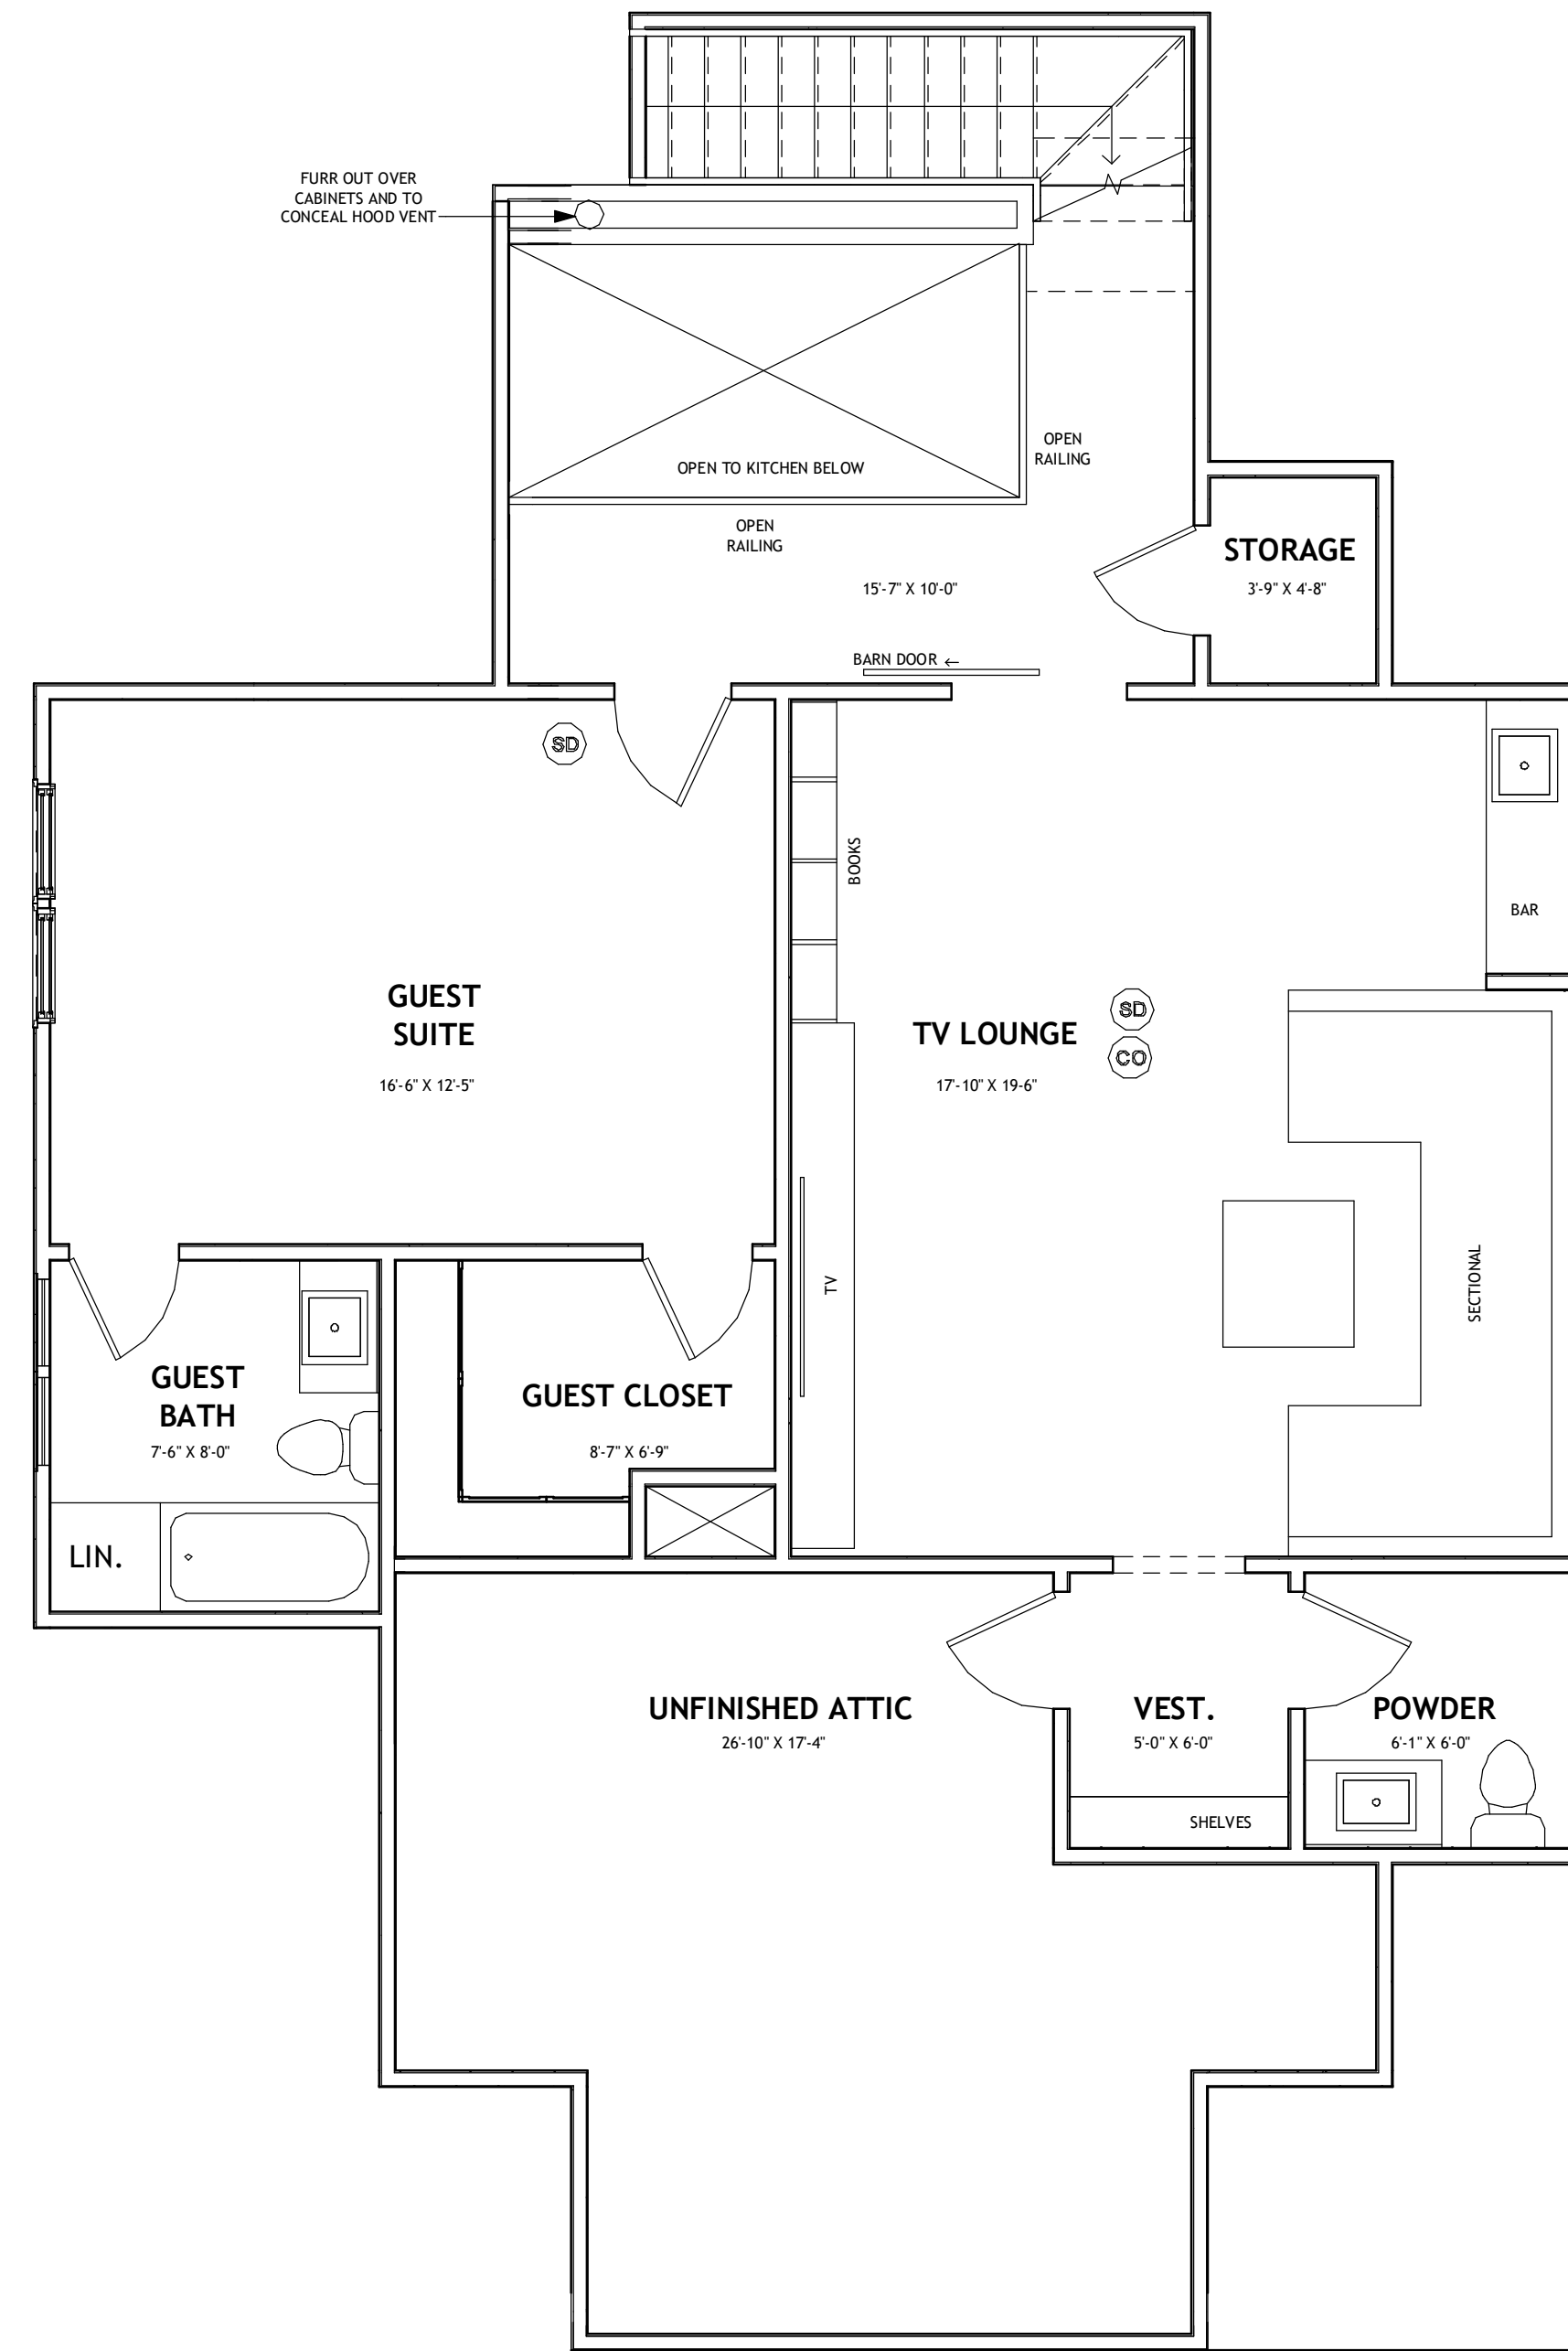 FURR OUT OVER
CABINETS AND TO
CONCEAL HOOD VENT
OPEN
RAILING
OPEN TO KITCHEN BELOW
OPEN
RAILING
STORAGE
3'-9" X 4'-8"
15'-7" X 10'-0"
BARN DOOR ←
SD
BOOKS
BAR
GUEST
SUITE
16'-6" X 12'-5"
SD
TV LOUNGE
CO
17'-10" X 19-6"
TV
SECTIONAL
GUEST
BATH
7'-6" X 8'-0"
GUEST CLOSET
8'-7" X 6'-9"
LIN.
UNFINISHED ATTIC
26'-10" X 17'-4"
VEST.
5'-0" X 6'-0"
POWDER
6'-1" X 6'-0"
SHELVES